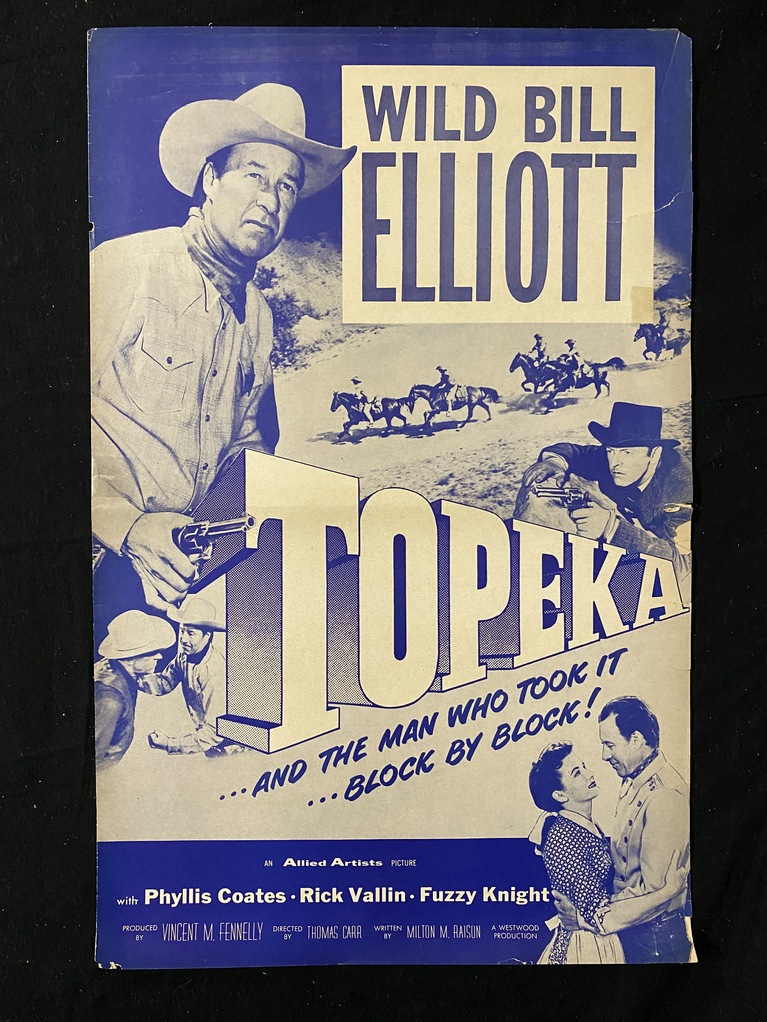 WILD BILL
ELLIOTT
TOPEKA
...AND THE MAN WHO TOOK IT
...BLOCK BY BLOCK!
AN Allied Artists PICTURE
with Phyllis Coates · Rick Vallin · Fuzzy Knight
PRODUCED BY VINCENT M. FENNELLY DIRECTED BY THOMAS CARR WRITTEN BY MILTON M. RAISON A WESTWOOD PRODUCTION